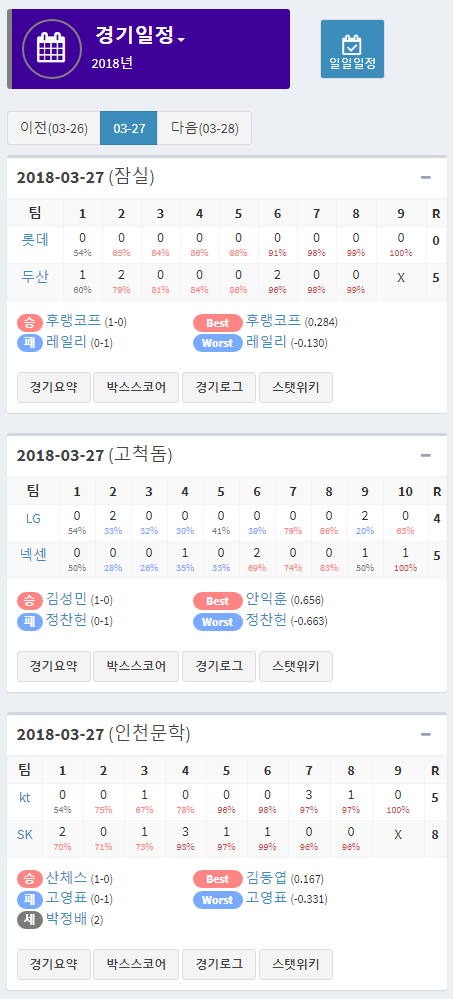 경기일정
2018년
일일일정
이전(03-26) 03-27 다음(03-28)
2018-03-27 (잠실)
팀 1 2 3 4 5 6 7 8 9 R
롯데 0 0 0 0 0 0 0 0 0 0
54% 65% 84% 86% 88% 91% 98% 99% 100%
두산 1 2 0 0 0 2 0 0 X 5
60% 79% 81% 84% 86% 96% 98% 99%
승 후랭코프 (1-0) Best 후랭코프 (0.284)
패 레일리 (0-1) Worst 레일리 (-0.130)
경기요약 박스스코어 경기로그 스탯위키
2018-03-27 (고척돔)
팀 1 2 3 4 5 6 7 8 9 10 R
LG 0 2 0 0 0 0 0 0 2 0 4
54% 33% 32% 30% 41% 39% 79% 86% 20% 63%
넥센 0 0 0 1 0 2 0 0 1 1 5
50% 28% 26% 35% 33% 69% 74% 83% 50% 100%
승 김성민 (1-0) Best 안익훈 (0.656)
패 정찬헌 (0-1) Worst 정찬헌 (-0.663)
경기요약 박스스코어 경기로그 스탯위키
2018-03-27 (인천문학)
팀 1 2 3 4 5 6 7 8 9 R
kt 0 0 1 0 0 0 3 1 0 5
54% 75% 67% 78% 96% 98% 97% 97% 100%
SK 2 0 1 3 1 1 0 0 X 8
70% 71% 73% 93% 97% 99% 96% 96%
승 산체스 (1-0) Best 김동엽 (0.167)
패 고영표 (0-1) Worst 고영표 (-0.331)
세 박정배 (2)
경기요약 박스스코어 경기로그 스탯위키